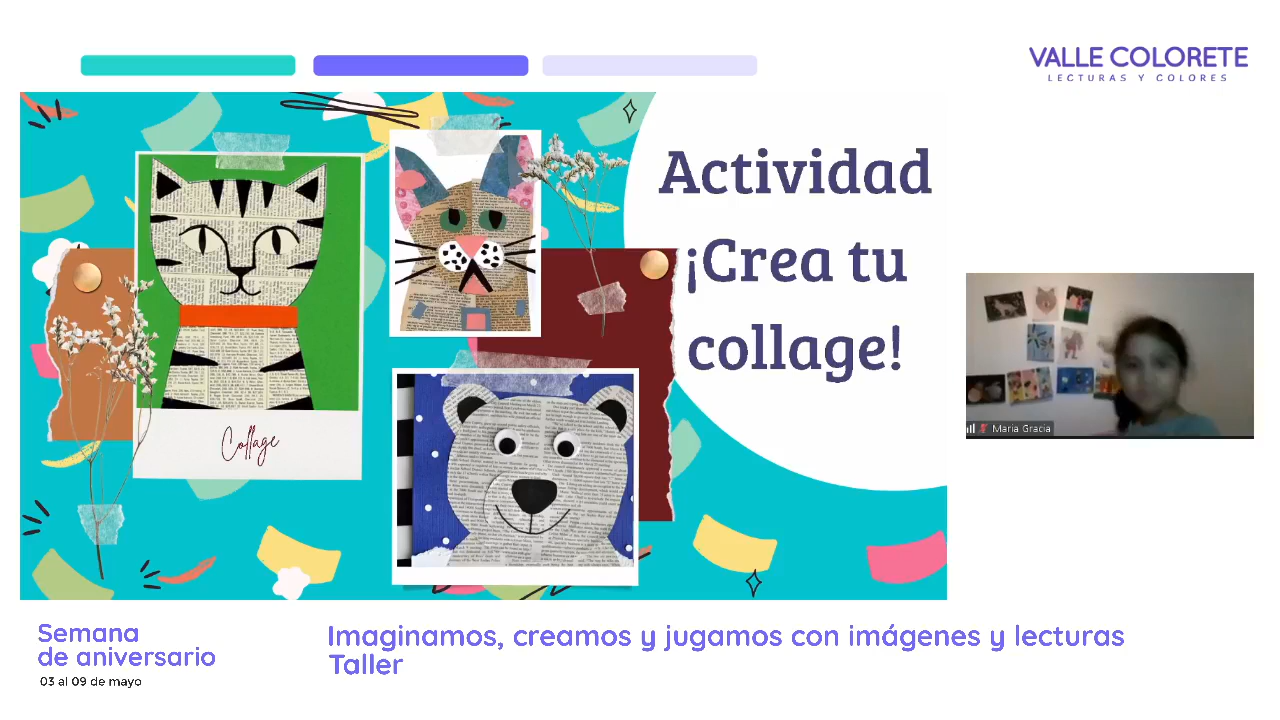 VALLE COLORETE
LECTURAS Y COLORES
Actividad
¡Crea tu
collage!
Collage
Maria Gracia
Semana
de aniversario
03 al 09 de mayo
Imaginamos, creamos y jugamos con imágenes y lecturas
Taller